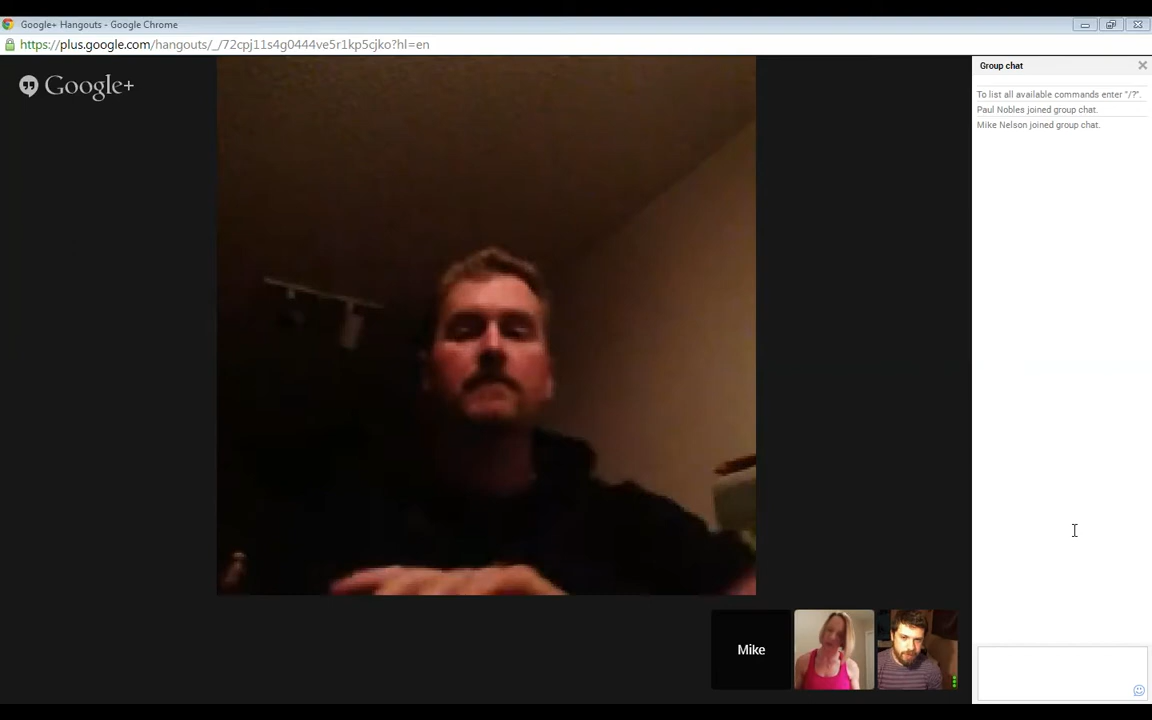 Google+ Hangouts - Google Chrome
https://plus.google.com/hangouts/_/72cpj11s4g0444ve5r1kp5cjko?hl=en
Google+
Group chat
To list all available commands enter "/?".
Paul Nobles joined group chat.
Mike Nelson joined group chat.
Mike